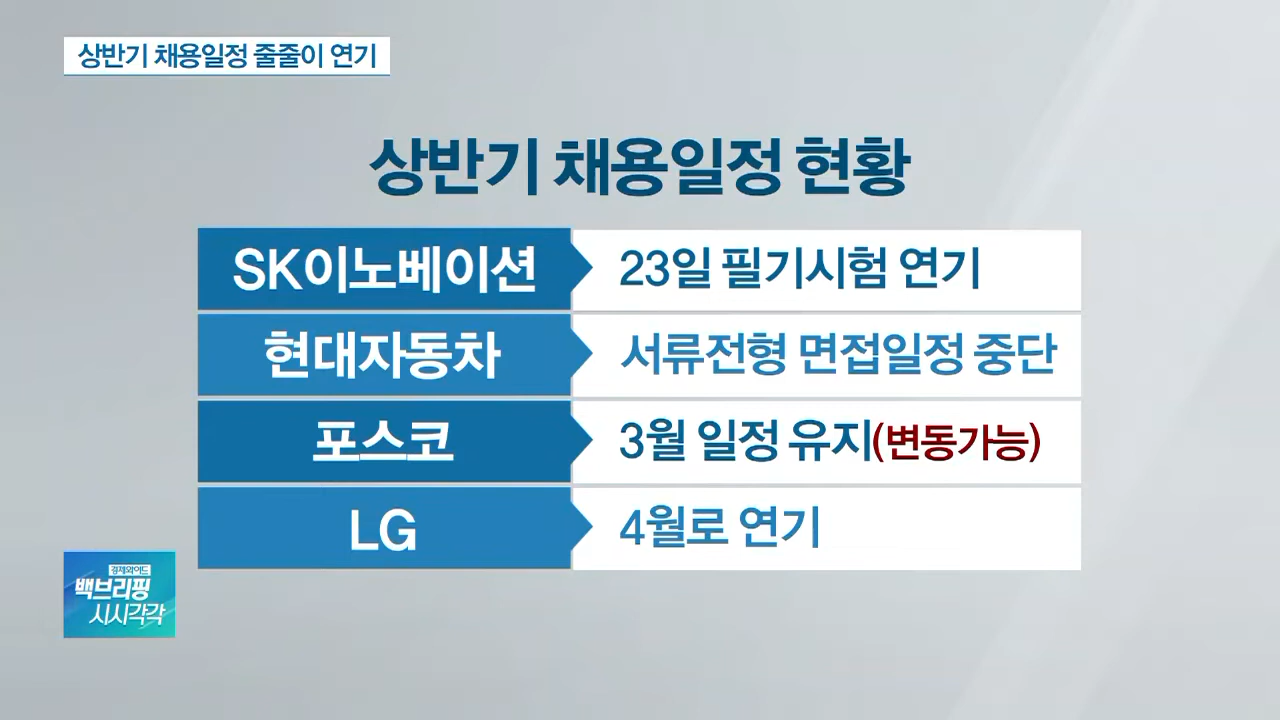 상반기 채용일정 줄줄이 연기
상반기 채용일정 현황
SK이노베이션 23일 필기시험 연기
현대자동차 서류전형 면접일정 중단
포스코 3월 일정 유지(변동가능)
LG 4월로 연기
경제와이드
백브리핑
시시각각